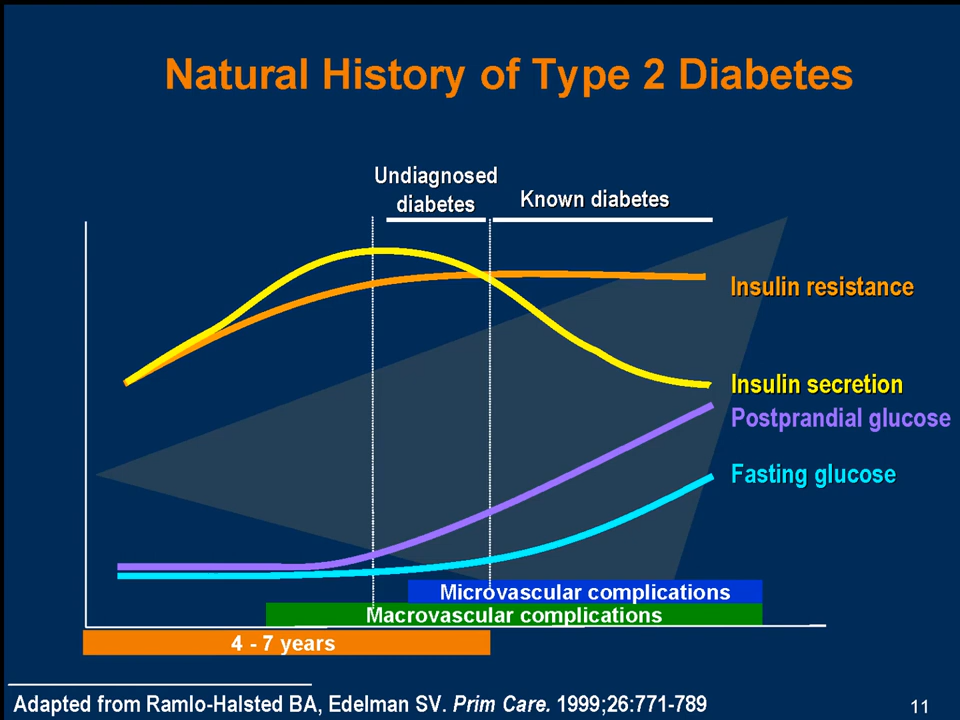 Natural History of Type 2 Diabetes
Undiagnosed
diabetes
Known diabetes
Insulin resistance
Insulin secretion
Postprandial glucose
Fasting glucose
Microvascular complications
Macrovascular complications
4 - 7 years
Adapted from Ramlo-Halsted BA, Edelman SV. Prim Care. 1999;26:771-789
11